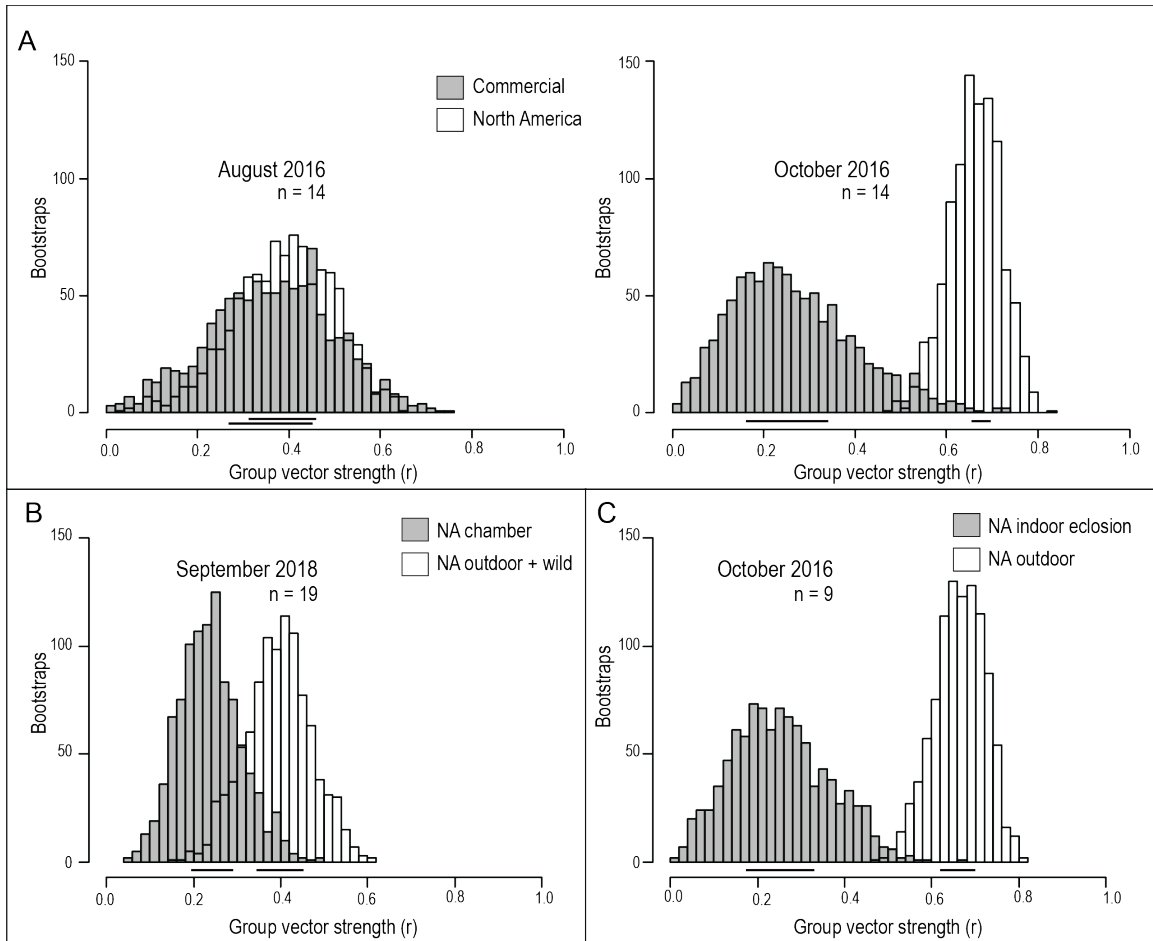 A
150
100
50
0
Bootstraps
Commercial
North America
August 2016
n = 14
0.0 0.2 0.4 0.6 0.8 1.0
Group vector strength (r)
150
100
50
0
Bootstraps
October 2016
n = 14
0.0 0.2 0.4 0.6 0.8 1.0
Group vector strength (r)
B
150
100
50
0
Bootstraps
NA chamber
NA outdoor + wild
September 2018
n = 19
0.0 0.2 0.4 0.6 0.8 1.0
Group vector strength (r)
C
150
100
50
0
Bootstraps
NA indoor eclosion
NA outdoor
October 2016
n = 9
0.0 0.2 0.4 0.6 0.8 1.0
Group vector strength (r)